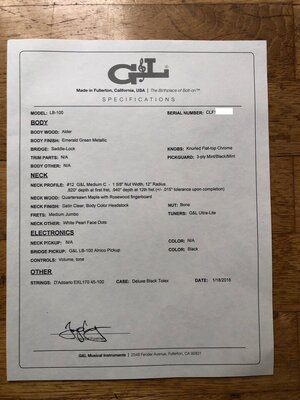 G&L
Made in Fullerton, California, USA | The Birthplace of Bolt-on™
SPECIFICATIONS
MODEL: LB-100 SERIAL NUMBER: CLF
BODY
BODY WOOD: Alder
BODY FINISH: Emerald Green Metallic
BRIDGE: Saddle-Lock KNOBS: Knurled Flat-top Chrome
TRIM PARTS: N/A PICKGUARD: 3-ply Mint/Black/Mint
BODY OTHER: N/A
NECK
NECK PROFILE: #12 G&L Medium C - 1 5/8" Nut Width, 12" Radius
.820" depth at first fret, .940" depth at 12th fret (+/- .015" tolerance upon completion)
NECK WOOD: Quartersawn Maple with Rosewood fingerboard
NECK FINISH: Satin Clear, Body Color Headstock NUT: Bone
FRETS: Medium Jumbo TUNERS: G&L Ultra-Lite
NECK OTHER: White Pearl Face Dots
ELECTRONICS
NECK PICKUP: N/A COLOR: N/A
BRIDGE PICKUP: G&L LB-100 Alnico Pickup COLOR: Black
CONTROLS: Volume, tone
OTHER
STRINGS: D'Addario EXL170 45-100 CASE: Deluxe Black Tolex DATE: 1/18/2018
G&L Musical Instruments | 2548 Fender Avenue, Fullerton, CA 92831